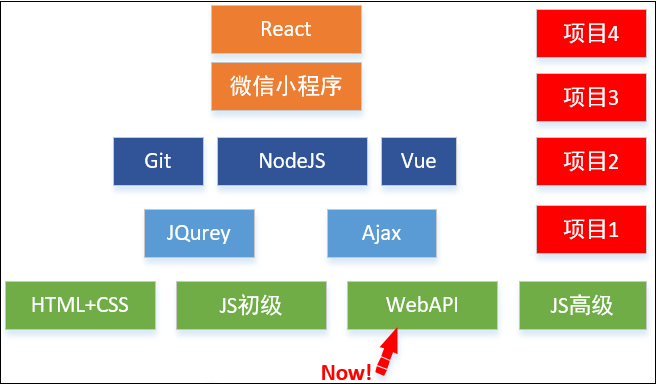 React
项目4
微信小程序
项目3
Git
NodeJS
Vue
项目2
JQurey
Ajax
项目1
HTML+CSS
JS初级
WebAPI
JS高级
Now!